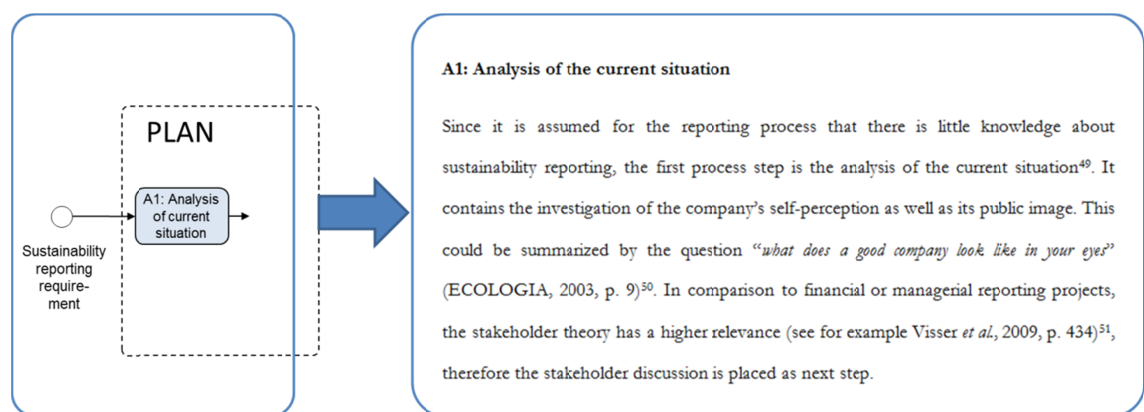 PLAN
A1: Analysis
of current
situation
Sustainability
reporting
require-
ment
A1: Analysis of the current situation
Since it is assumed for the reporting process that there is little knowledge about
sustainability reporting, the first process step is the analysis of the current situation⁴⁹. It
contains the investigation of the company's self-perception as well as its public image. This
could be summarized by the question “what does a good company look like in your eyes”
(ECOLOGIA, 2003, p. 9)⁵⁰. In comparison to financial or managerial reporting projects,
the stakeholder theory has a higher relevance (see for example Visser et al., 2009, p. 434)⁵¹,
therefore the stakeholder discussion is placed as next step.